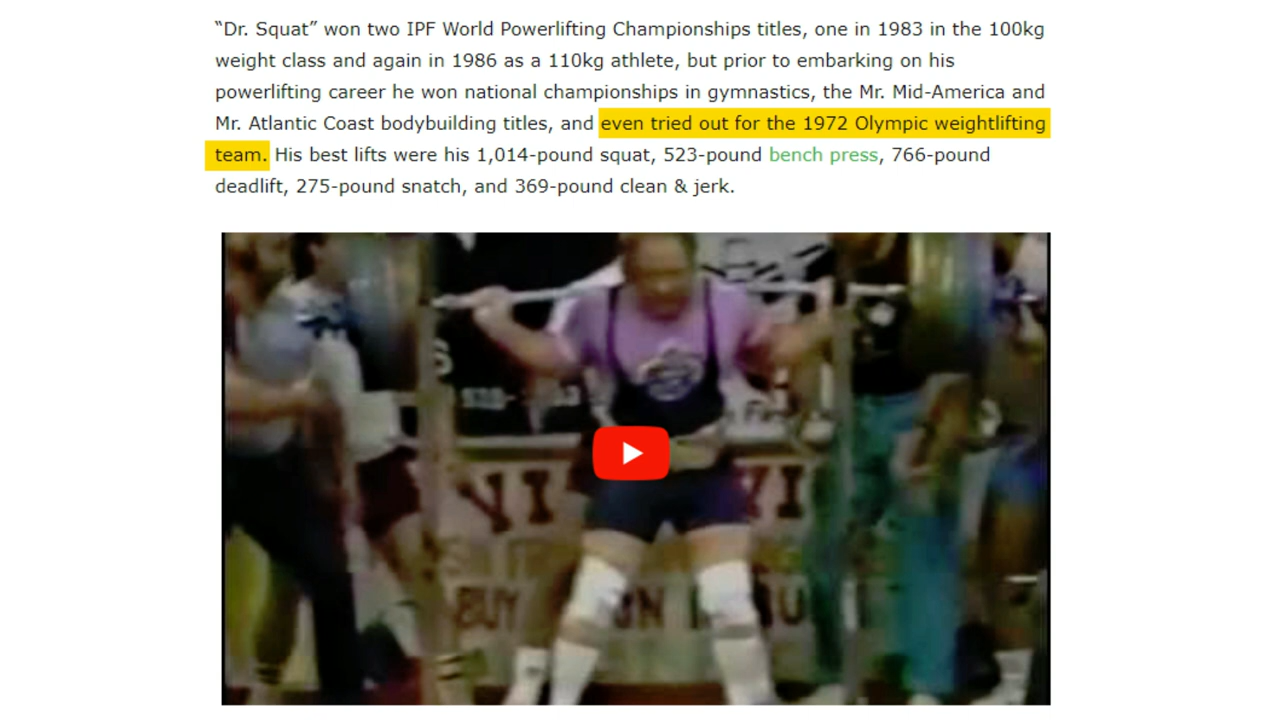 “Dr. Squat” won two IPF World Powerlifting Championships titles, one in 1983 in the 100kg
weight class and again in 1986 as a 110kg athlete, but prior to embarking on his
powerlifting career he won national championships in gymnastics, the Mr. Mid-America and
Mr. Atlantic Coast bodybuilding titles, and even tried out for the 1972 Olympic weightlifting
team. His best lifts were his 1,014-pound squat, 523-pound bench press, 766-pound
deadlift, 275-pound snatch, and 369-pound clean & jerk.
VI
VI
BUY